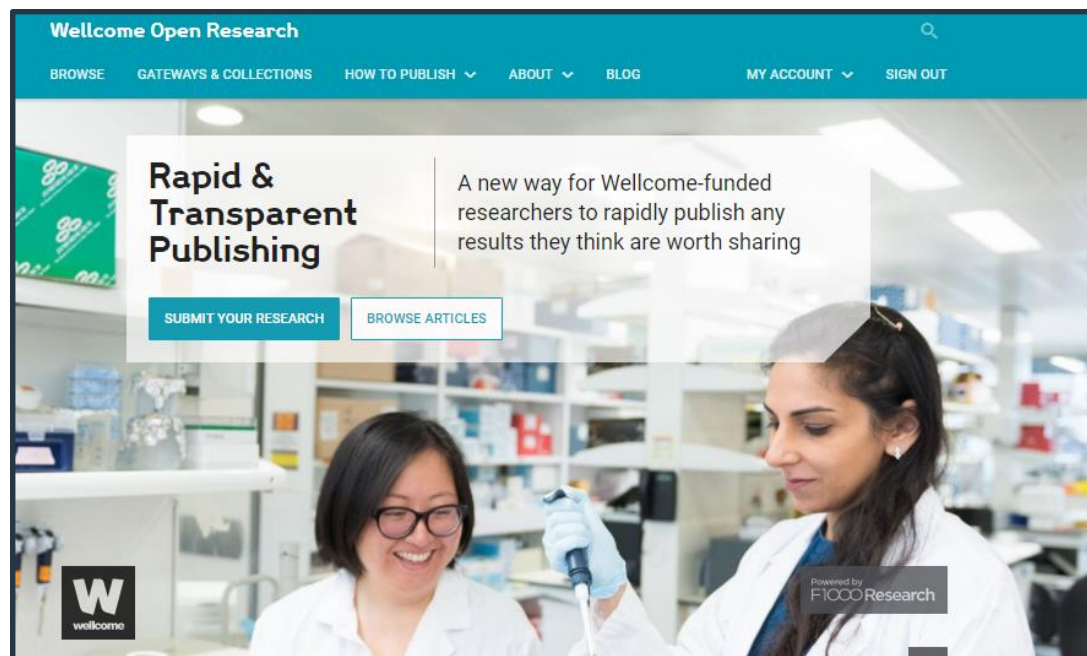 Wellcome Open Research
BROWSE GATEWAYS & COLLECTIONS HOW TO PUBLISH ABOUT BLOG MY ACCOUNT SIGN OUT
Rapid &
Transparent
Publishing
A new way for Wellcome-funded
researchers to rapidly publish any
results they think are worth sharing
SUBMIT YOUR RESEARCH BROWSE ARTICLES
W
wellcome
Powered by
F1000Research